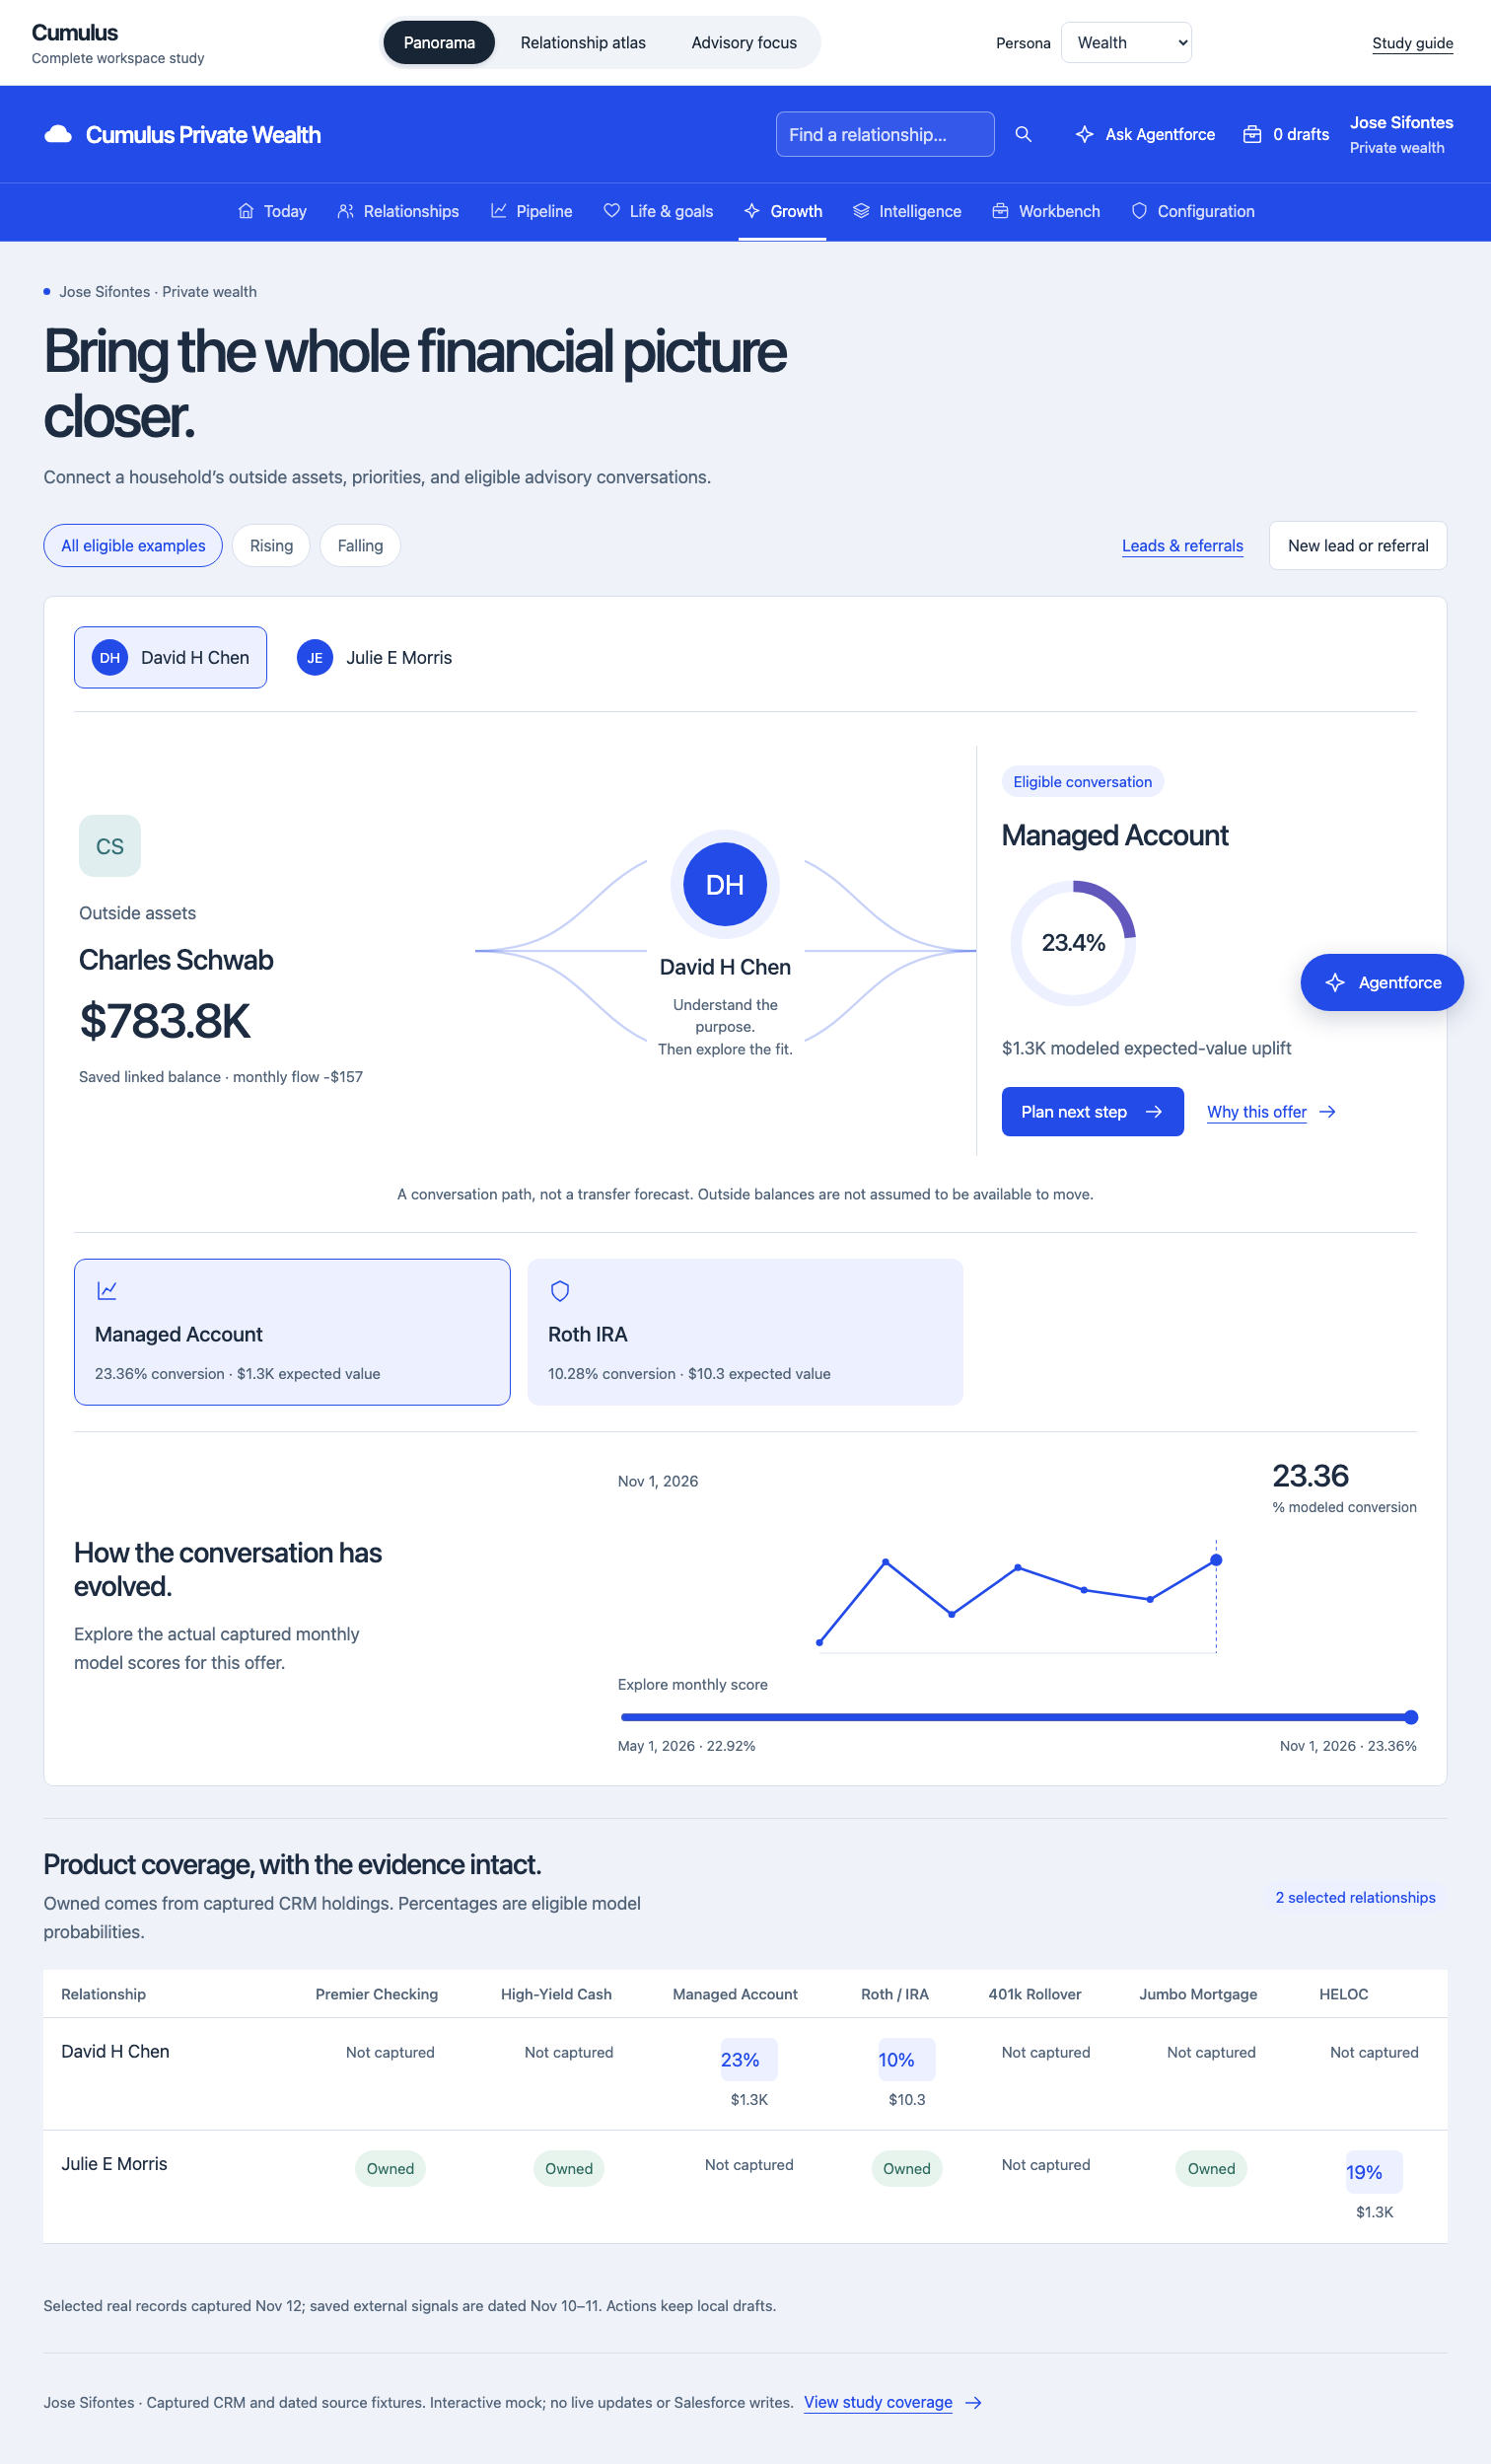 Cumulus
Complete workspace study
Panorama
Relationship atlas
Advisory focus
Persona
Wealth
Study guide
Cumulus Private Wealth
Find a relationship...
Ask Agentforce
0 drafts
Jose Sifontes
Private wealth
Today
Relationships
Pipeline
Life & goals
Growth
Intelligence
Workbench
Configuration
Jose Sifontes · Private wealth
Bring the whole financial picture
closer.
Connect a household’s outside assets, priorities, and eligible advisory conversations.
All eligible examples
Rising
Falling
Leads & referrals
New lead or referral
DH
David H Chen
JE
Julie E Morris
CS
Outside assets
Charles Schwab
$783.8K
Saved linked balance · monthly flow -$157
DH
David H Chen
Understand the
purpose.
Then explore the fit.
Eligible conversation
Managed Account
23.4%
$1.3K modeled expected-value uplift
Plan next step
Why this offer
Agentforce
A conversation path, not a transfer forecast. Outside balances are not assumed to be available to move.
Managed Account
23.36% conversion · $1.3K expected value
Roth IRA
10.28% conversion · $10.3 expected value
How the conversation has
evolved.
Explore the actual captured monthly
model scores for this offer.
Nov 1, 2026
23.36
% modeled conversion
Explore monthly score
May 1, 2026 · 22.92%
Nov 1, 2026 · 23.36%
Product coverage, with the evidence intact.
Owned comes from captured CRM holdings. Percentages are eligible model
probabilities.
2 selected relationships
Relationship
Premier Checking
High-Yield Cash
Managed Account
Roth / IRA
401k Rollover
Jumbo Mortgage
HELOC
David H Chen
Not captured
Not captured
23%
$1.3K
10%
$10.3
Not captured
Not captured
Not captured
Julie E Morris
Owned
Owned
Not captured
Owned
Not captured
Owned
19%
$1.3K
Selected real records captured Nov 12; saved external signals are dated Nov 10–11. Actions keep local drafts.
Jose Sifontes · Captured CRM and dated source fixtures. Interactive mock; no live updates or Salesforce writes.
View study coverage